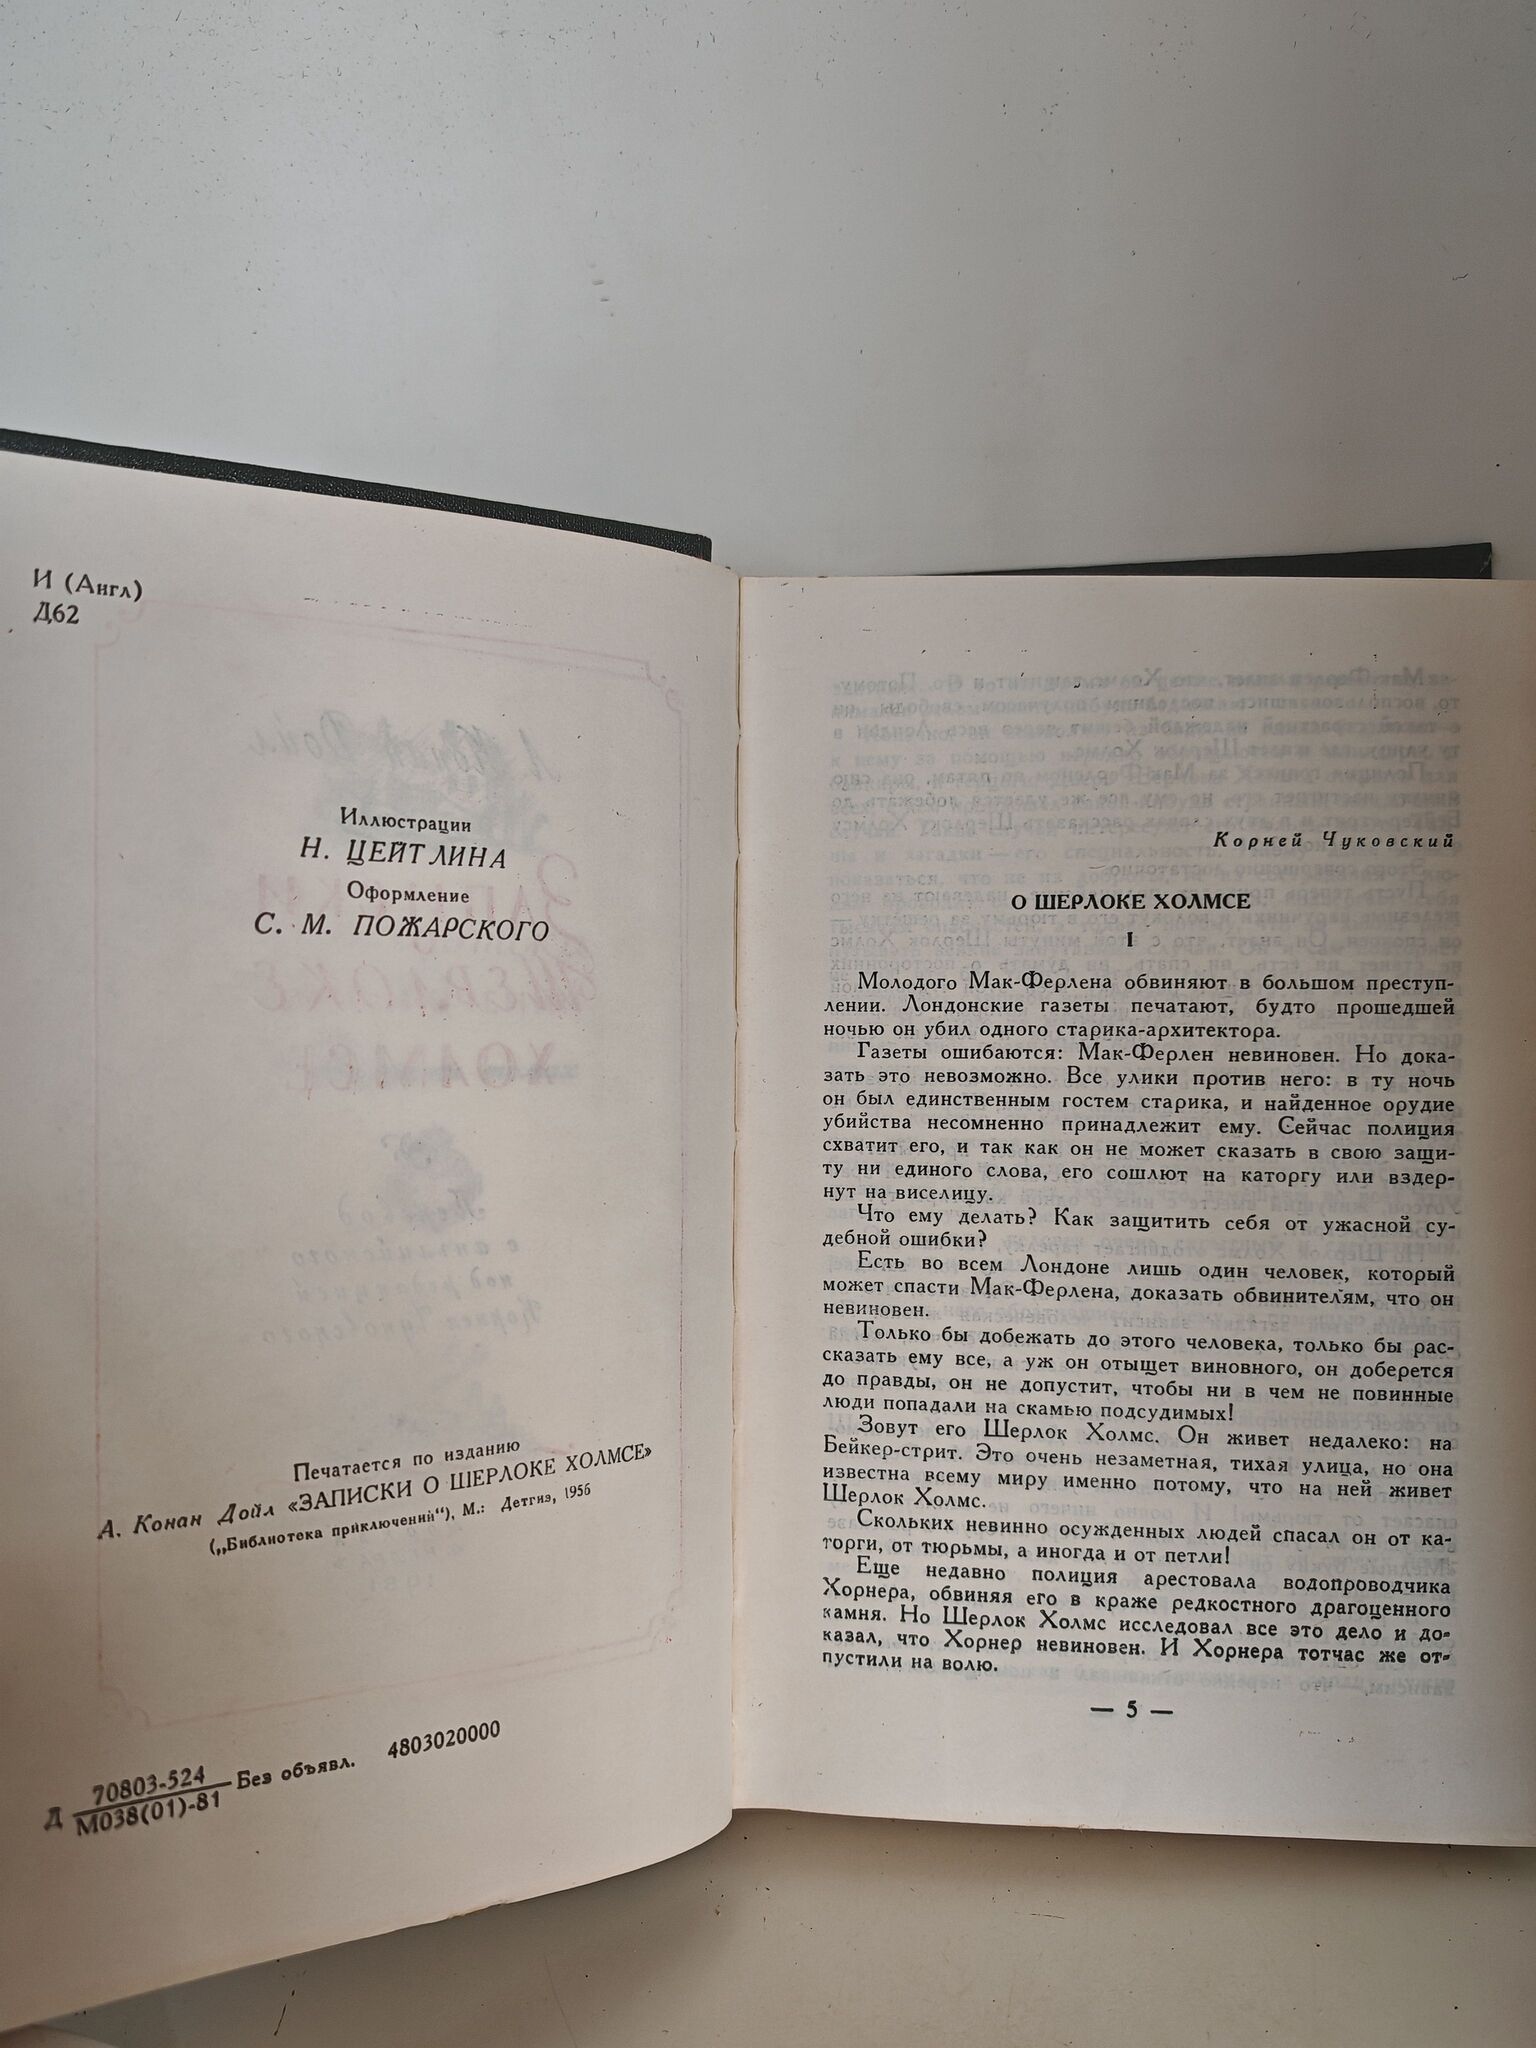 И (Англ)
Д62
Иллюстрации
Н. ЦЕЙТЛИНА
Оформление
С. М. ПОЖАРСКОГО
Печатается по изданию
А. Конан Дойл «ЗАПИСКИ О ШЕРЛОКЕ ХОЛМСЕ»
(„Библиотека приключений“), М.: Детгиз, 1956
Д 70803-524
М038(01)-81 Без объявл. 4803020000
Корней Чуковский
О ШЕРЛОКЕ ХОЛМСЕ
I
Молодого Мак-Ферлена обвиняют в большом преступ-
лении. Лондонские газеты печатают, будто прошедшей
ночью он убил одного старика-архитектора.
Газеты ошибаются: Мак-Ферлен невиновен. Но дока-
зать это невозможно. Все улики против него: в ту ночь
он был единственным гостем старика, и найденное орудие
убийства несомненно принадлежит ему. Сейчас полиция
схватит его, и так как он не может сказать в свою защи-
ту ни единого слова, его сошлют на каторгу или вздер-
нут на виселицу.
Что ему делать? Как защитить себя от ужасной су-
дебной ошибки?
Есть во всем Лондоне лишь один человек, который
может спасти Мак-Ферлена, доказать обвинителям, что он
невиновен.
Только бы добежать до этого человека, только бы рас-
сказать ему все, а уж он отыщет виновного, он доберется
до правды, он не допустит, чтобы ни в чем не повинные
люди попадали на скамью подсудимых!
Зовут его Шерлок Холмс. Он живет недалеко: на
Бейкер-стрит. Это очень незаметная, тихая улица, но она
известна всему миру именно потому, что на ней живет
Шерлок Холмс.
Скольких невинно осужденных людей спасал он от ка-
торги, от тюрьмы, а иногда и от петли!
Еще недавно полиция арестовала водопроводчика
Хорнера, обвиняя его в краже редкостного драгоценного
камня. Но Шерлок Холмс исследовал все это дело и до-
казал, что Хорнер невиновен. И Хорнера тотчас же от-
пустили на волю.
— 5 —